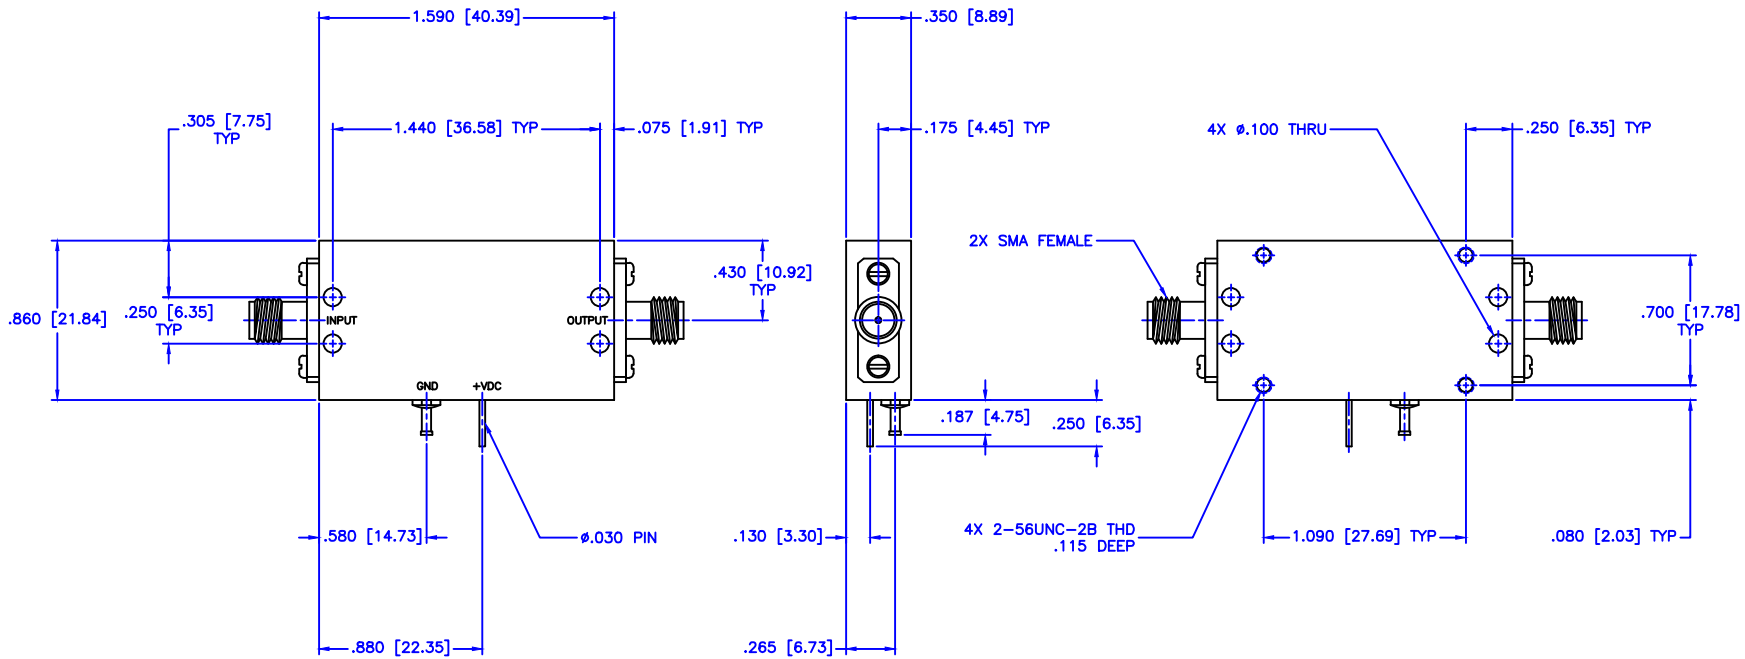 1.590 [40.39]
.350 [8.89]
.305 [7.75]
TYP
1.440 [36.58] TYP
.075 [1.91] TYP
.175 [4.45] TYP
4X ø.100 THRU
.250 [6.35] TYP
2X SMA FEMALE
.430 [10.92]
TYP
.860 [21.84]
.250 [6.35]
TYP
INPUT
OUTPUT
.700 [17.78]
TYP
GND
+VDC
.187 [4.75]
.250 [6.35]
.580 [14.73]
ø.030 PIN
.130 [3.30]
4X 2-56UNC-2B THD
.115 DEEP
1.090 [27.69] TYP
.080 [2.03] TYP
.880 [22.35]
.265 [6.73]